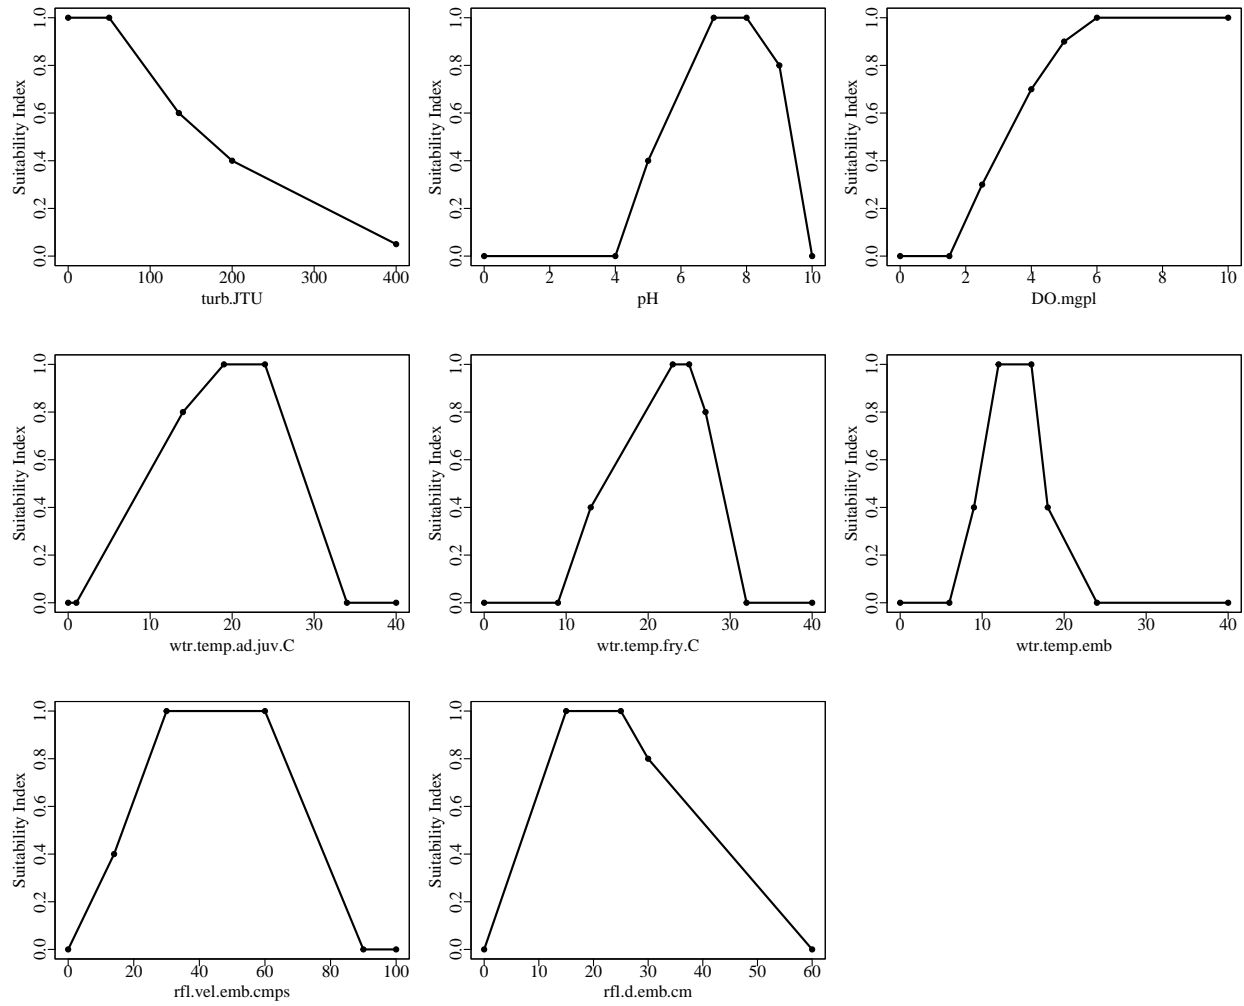 Suitability Index
0.0 0.2 0.4 0.6 0.8 1.0
0 100 200 300 400
turb.JTU
Suitability Index
0.0 0.2 0.4 0.6 0.8 1.0
0 2 4 6 8 10
pH
Suitability Index
0.0 0.2 0.4 0.6 0.8 1.0
0 2 4 6 8 10
DO.mgpl
Suitability Index
0.0 0.2 0.4 0.6 0.8 1.0
0 10 20 30 40
wtr.temp.ad.juv.C
Suitability Index
0.0 0.2 0.4 0.6 0.8 1.0
0 10 20 30 40
wtr.temp.fry.C
Suitability Index
0.0 0.2 0.4 0.6 0.8 1.0
0 10 20 30 40
wtr.temp.emb
Suitability Index
0.0 0.2 0.4 0.6 0.8 1.0
0 20 40 60 80 100
rfl.vel.emb.cmps
Suitability Index
0.0 0.2 0.4 0.6 0.8 1.0
0 10 20 30 40 50 60
rfl.d.emb.cm